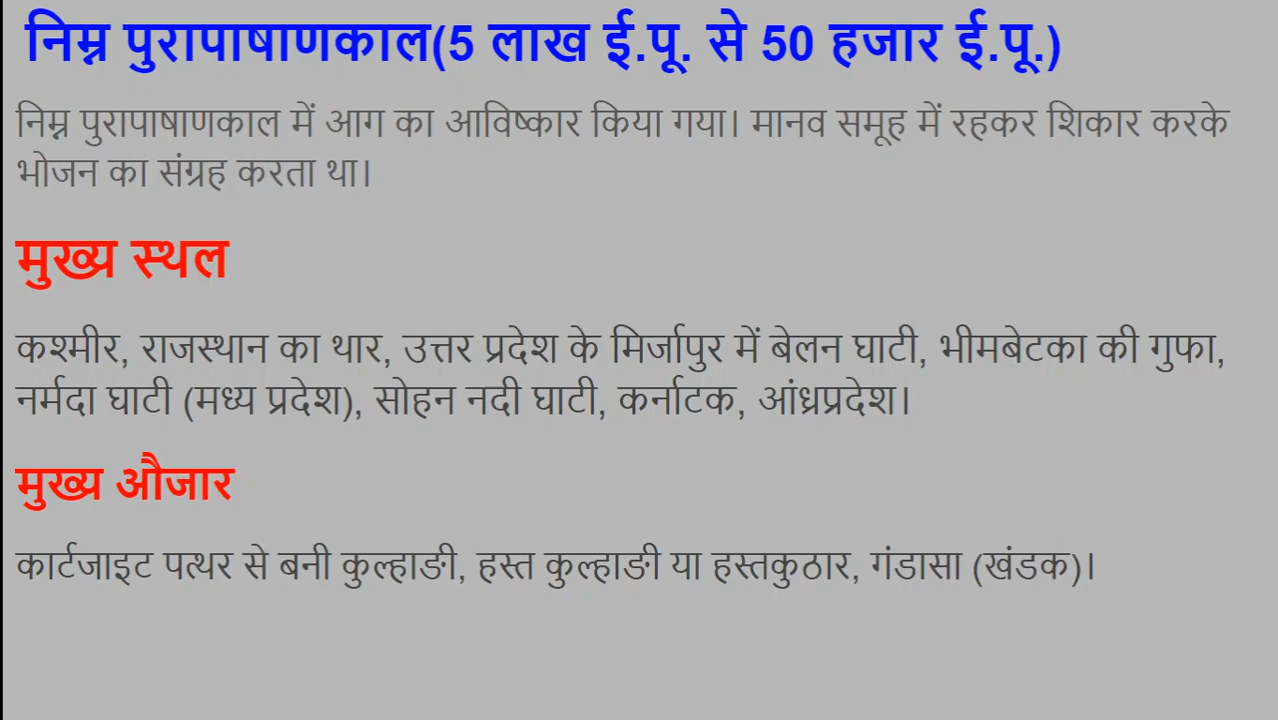 निम्न पुरापाषाणकाल(5 लाख ई.पू. से 50 हजार ई.पू.)
निम्न पुरापाषाणकाल में आग का आविष्कार किया गया। मानव समूह में रहकर शिकार करके
भोजन का संग्रह करता था।
मुख्य स्थल
कश्मीर, राजस्थान का थार, उत्तर प्रदेश के मिर्जापुर में बेलन घाटी, भीमबेटका की गुफा,
नर्मदा घाटी (मध्य प्रदेश), सोहन नदी घाटी, कर्नाटक, आंध्रप्रदेश।
मुख्य औजार
कार्टजाइट पत्थर से बनी कुल्हाङी, हस्त कुल्हाङी या हस्तकुठार, गंडासा (खंडक)।